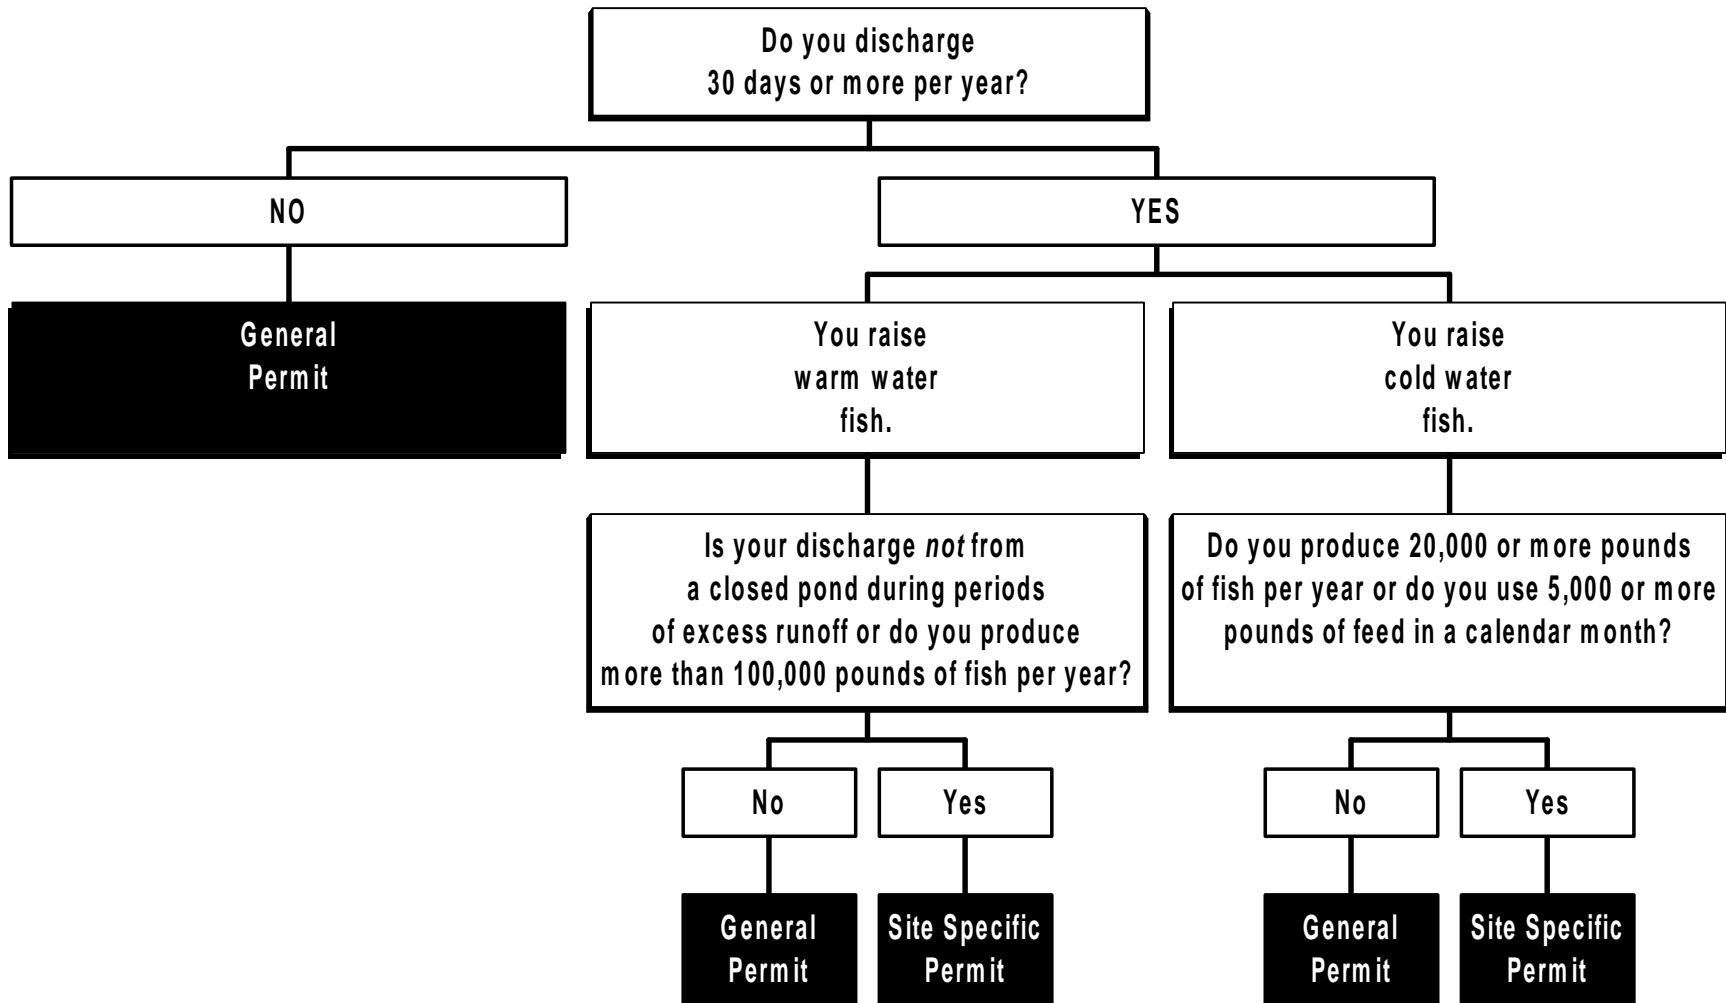 Do you discharge
30 days or more per year?
NO
YES
General
Permit
You raise
warm water
fish.
You raise
cold water
fish.
Is your discharge not from
a closed pond during periods
of excess runoff or do you produce
more than 100,000 pounds of fish per year?
Do you produce 20,000 or more pounds
of fish per year or do you use 5,000 or more
pounds of feed in a calendar month?
No
Yes
No
Yes
General
Permit
Site Specific
Permit
General
Permit
Site Specific
Permit